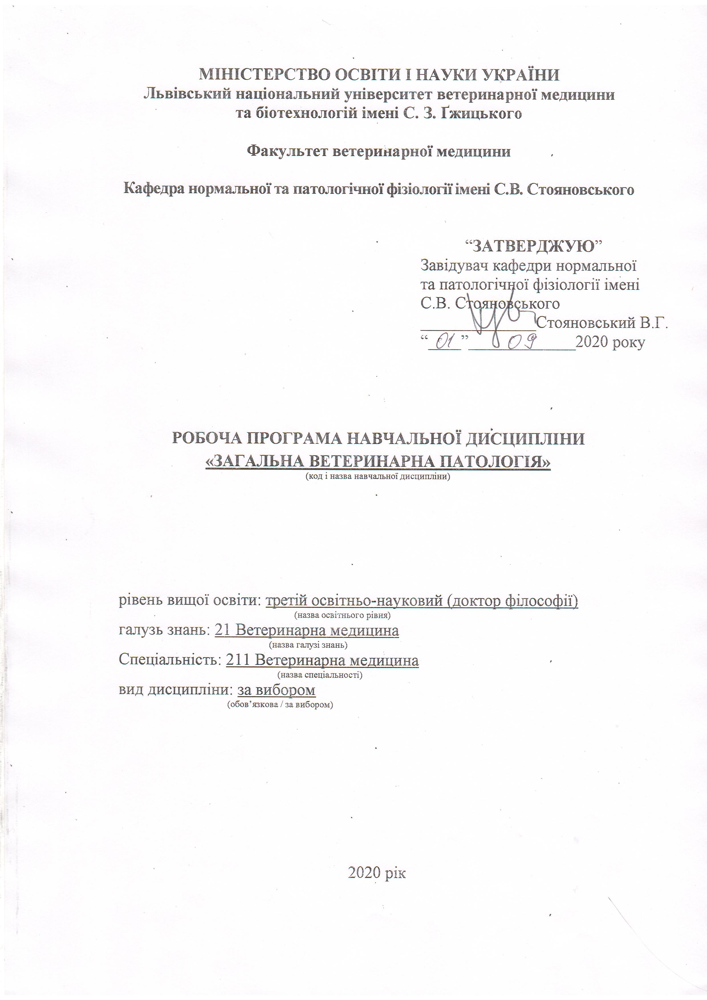 МІНІСТЕРСТВО ОСВІТИ І НАУКИ УКРАЇНИ
Львівський національний університет ветеринарної медицини
та біотехнологій імені С. З. Ґжицького
Факультет ветеринарної медицини
Кафедра нормальної та патологічної фізіології імені С.В. Стояновського
“ЗАТВЕРДЖУЮ”
Завідувач кафедри нормальної
та патологічної фізіології імені
С.В. Стояновського
______________Стояновський В.Г.
“ 01 ” 09 2020 року
РОБОЧА ПРОГРАМА НАВЧАЛЬНОЇ ДИСЦИПЛІНИ
«ЗАГАЛЬНА ВЕТЕРИНАРНА ПАТОЛОГІЯ»
(код і назва навчальної дисципліни)
рівень вищої освіти: третій освітньо-науковий (доктор філософії)
(назва освітнього рівня)
галузь знань: 21 Ветеринарна медицина
(назва галузі знань)
Спеціальність: 211 Ветеринарна медицина
(назва спеціальності)
вид дисципліни: за вибором
(обов’язкова / за вибором)
2020 рік